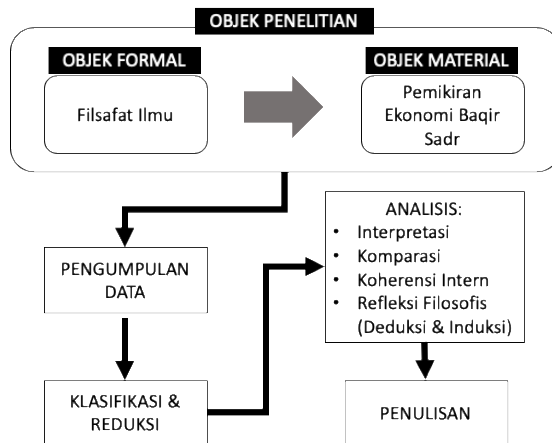 OBJEK PENELITIAN
OBJEK FORMAL
Filsafat Ilmu
OBJEK MATERIAL
Pemikiran
Ekonomi Baqir
Sadr
PENGUMPULAN
DATA
KLASIFIKASI &
REDUKSI
ANALISIS:
• Interpretasi
• Komparasi
• Koherensi Intern
• Refleksi Filosofis
(Deduksi & Induksi)
PENULISAN